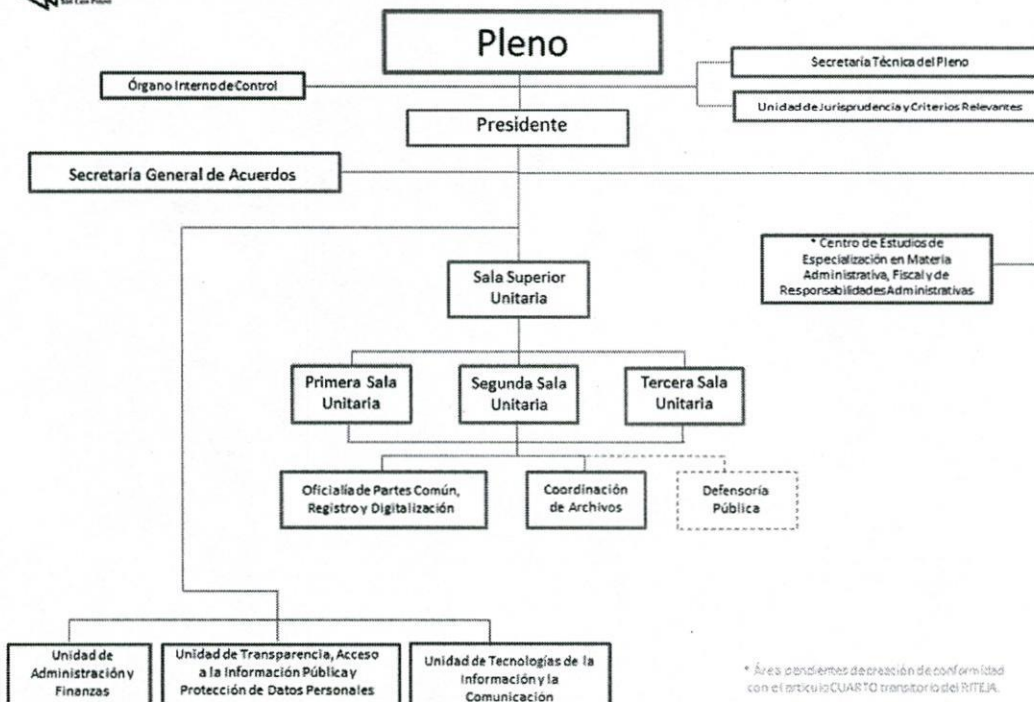 San Luis Potosí
Pleno
Secretaría Técnica del Pleno
Órgano Interno de Control
Unidad de Jurisprudencia y Criterios Relevantes
Presidente
Secretaría General de Acuerdos
* Centro de Estudios de
Especialización en Materia
Administrativa, Fiscal y de
Responsabilidades Administrativas
Sala Superior
Unitaria
Primera Sala
Unitaria
Segunda Sala
Unitaria
Tercera Sala
Unitaria
Oficialía de Partes Común,
Registro y Digitalización
Coordinación
de Archivos
Defensoría
Pública
Unidad de
Administración y
Finanzas
Unidad de Transparencia, Acceso
a la Información Pública y
Protección de Datos Personales
Unidad de Tecnologías de la
Información y la
Comunicación
* Área pendientes de creación de conformidad
con el artículo CUARTO transitorio del RITEJA.